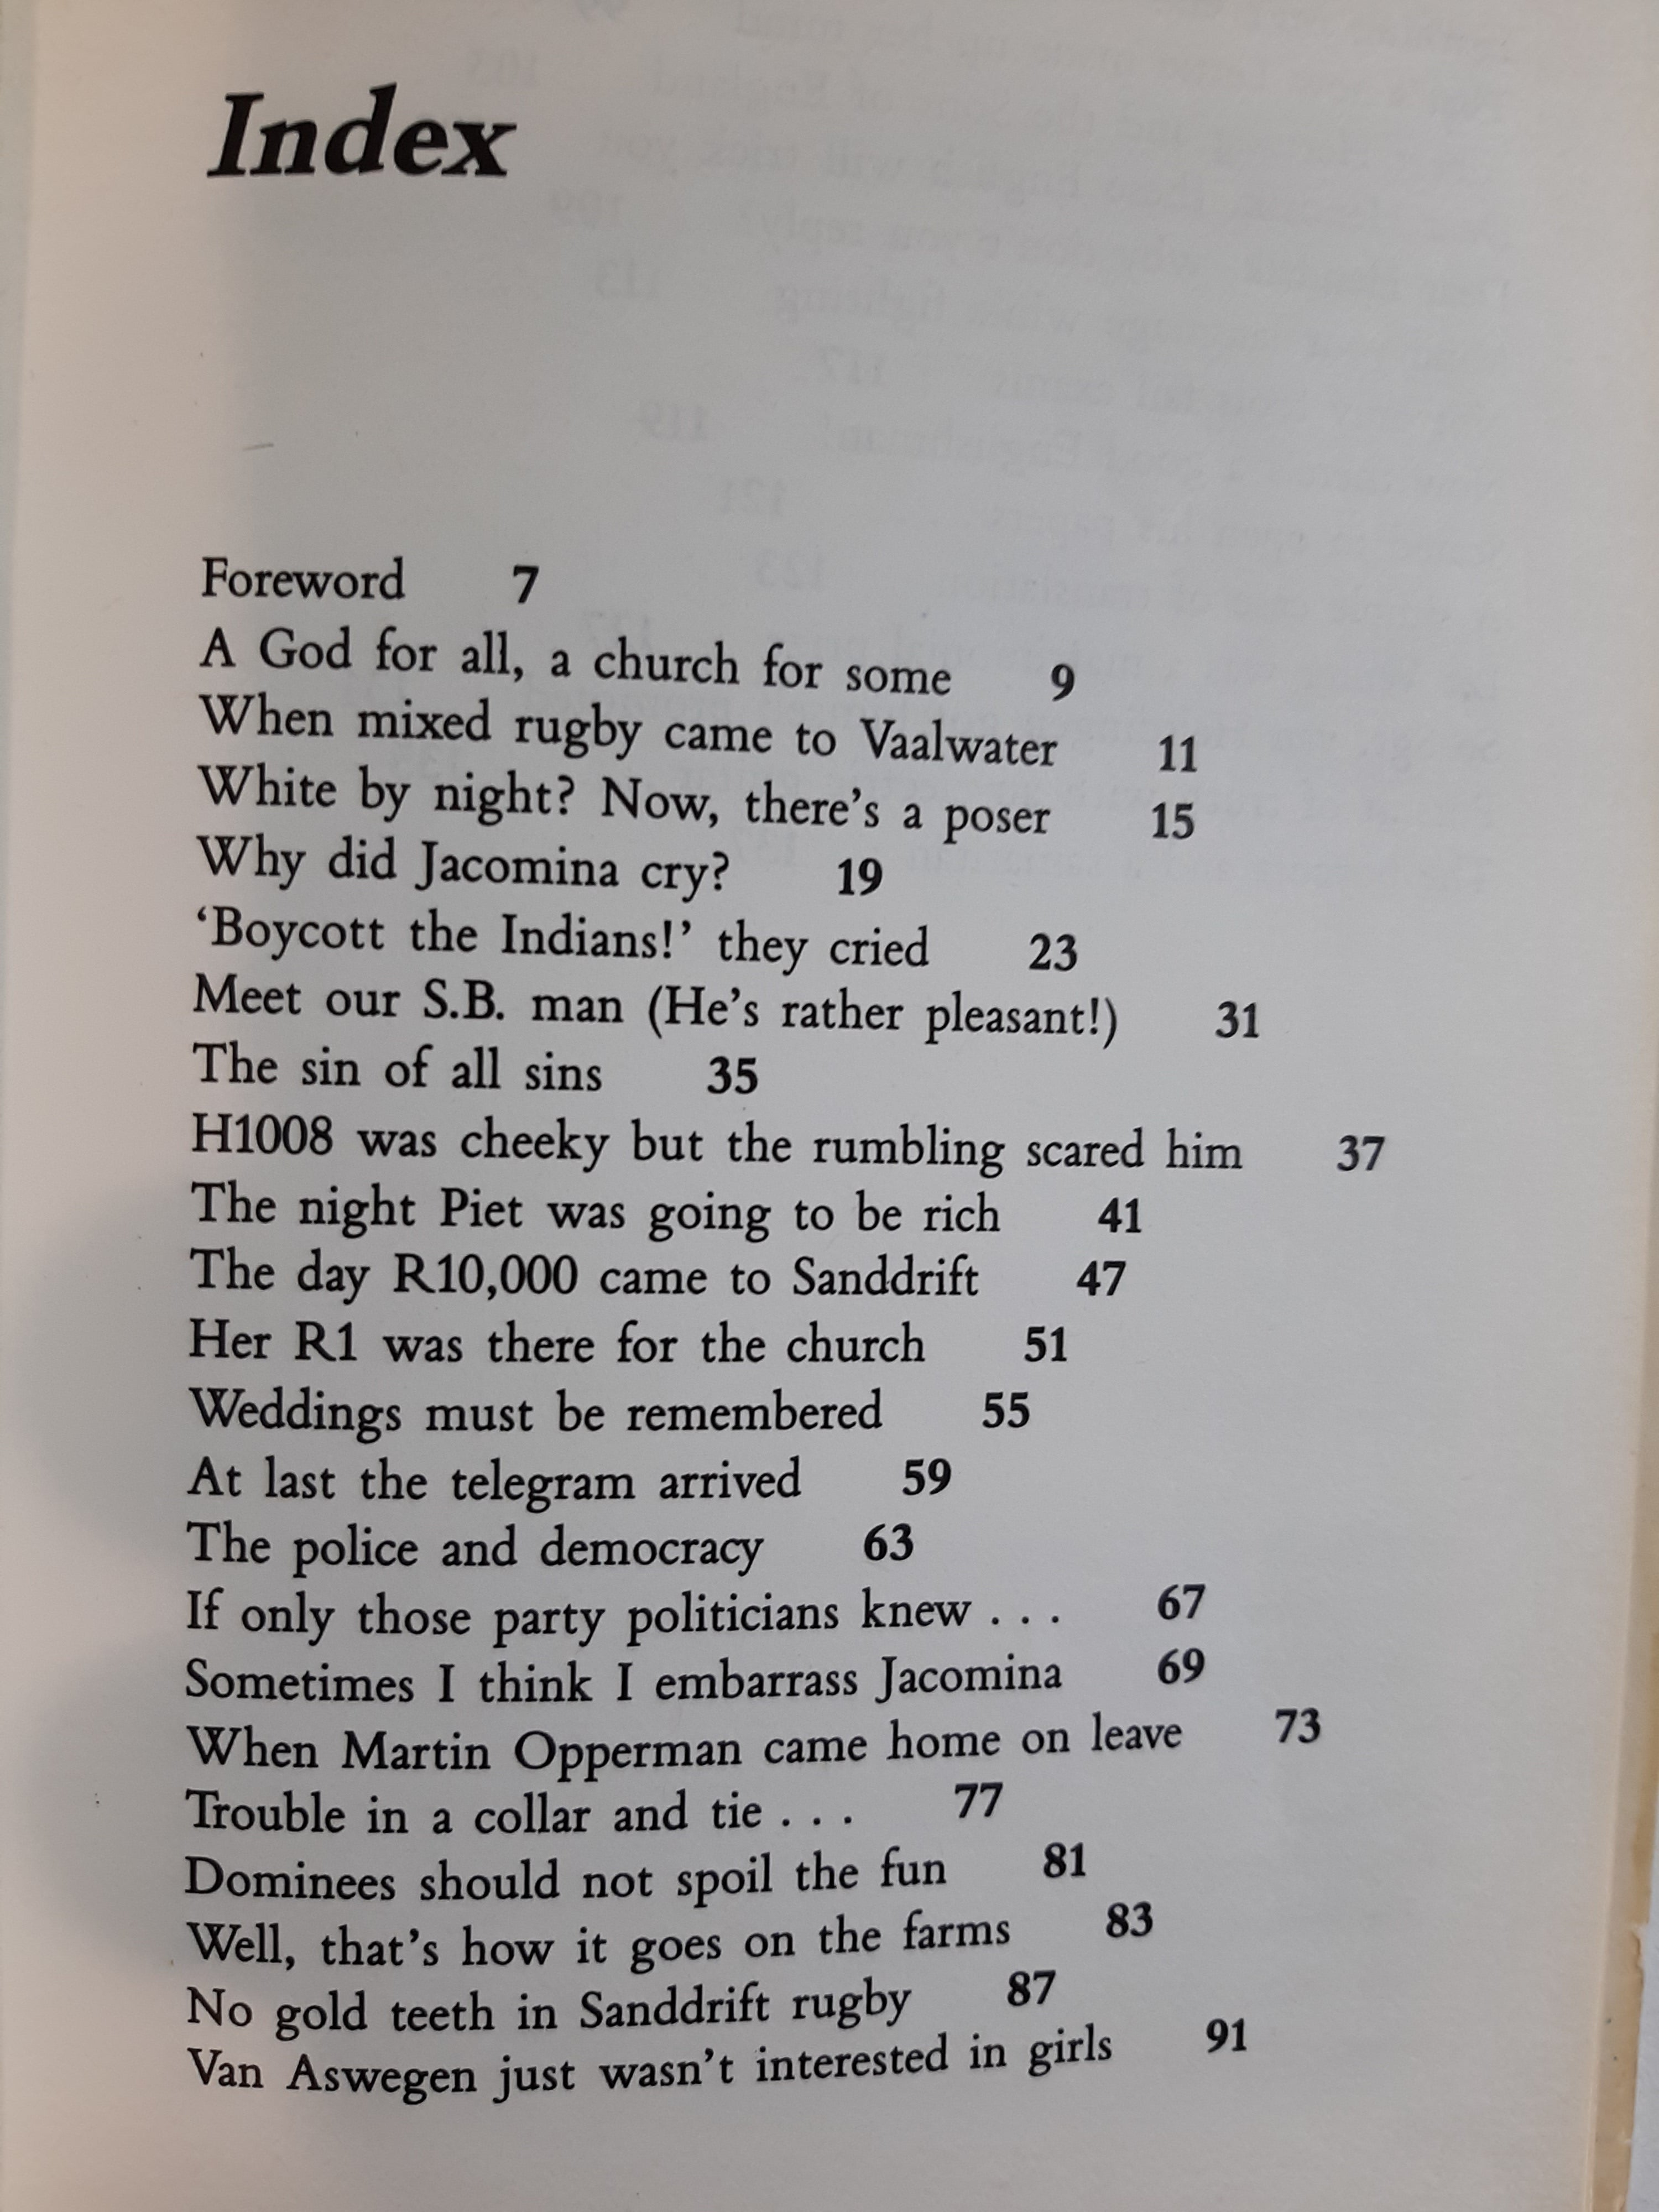 Index
Foreword 7
A God for all, a church for some 9
When mixed rugby came to Vaalwater 11
White by night? Now, there's a poser 15
Why did Jacomina cry? 19
‘Boycott the Indians!’ they cried 23
Meet our S.B. man (He's rather pleasant!) 31
The sin of all sins 35
H1008 was cheeky but the rumbling scared him 37
The night Piet was going to be rich 41
The day R10,000 came to Sanddrift 47
Her R1 was there for the church 51
Weddings must be remembered 55
At last the telegram arrived 59
The police and democracy 63
If only those party politicians knew . . . 67
Sometimes I think I embarrass Jacomina 69
When Martin Opperman came home on leave 73
Trouble in a collar and tie . . . 77
Dominees should not spoil the fun 81
Well, that's how it goes on the farms 83
No gold teeth in Sanddrift rugby 87
Van Aswegen just wasn't interested in girls 91